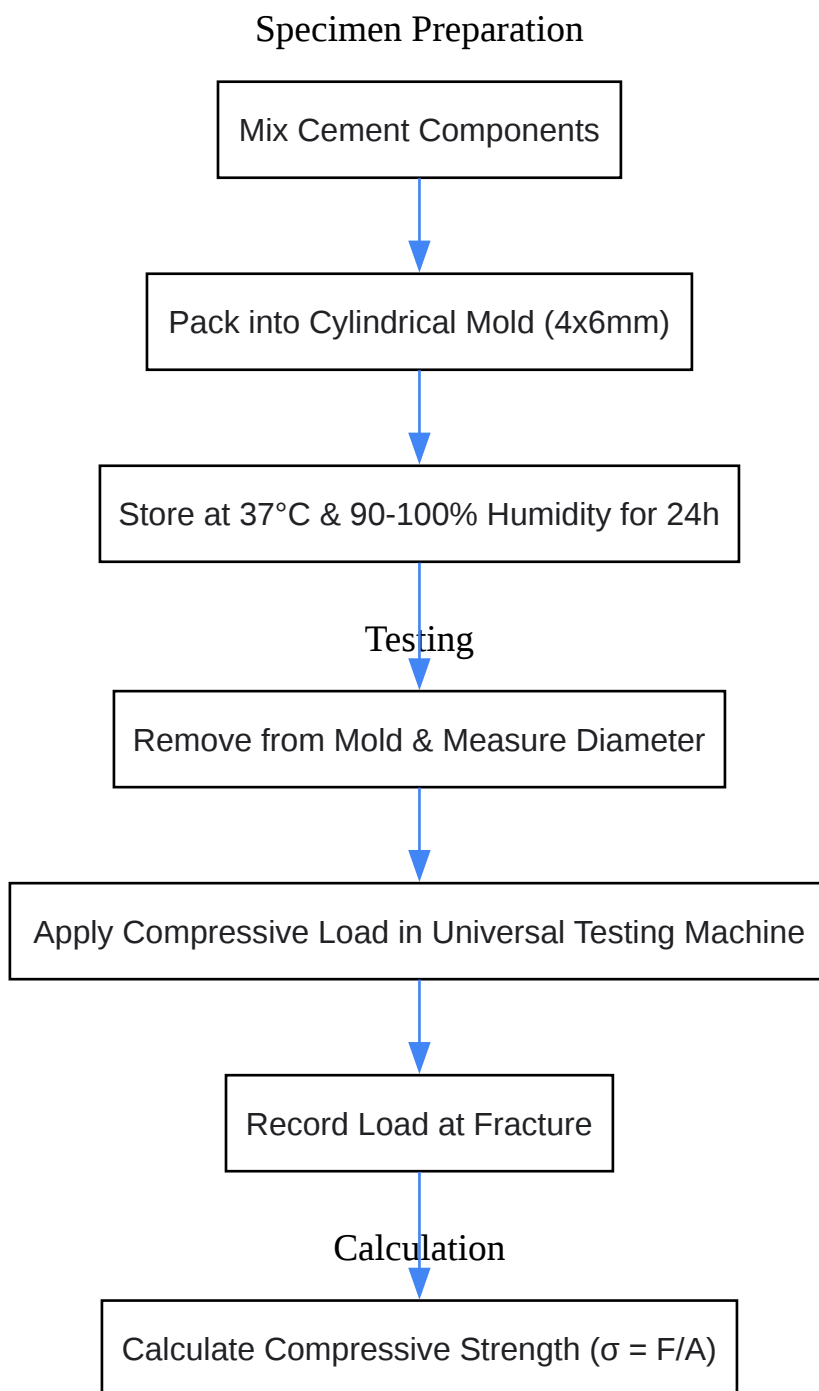 Specimen Preparation
Mix Cement Components
Pack into Cylindrical Mold (4x6mm)
Store at 37°C & 90-100% Humidity for 24h
Testing
Remove from Mold & Measure Diameter
Apply Compressive Load in Universal Testing Machine
Record Load at Fracture
Calculation
Calculate Compressive Strength (σ = F/A)